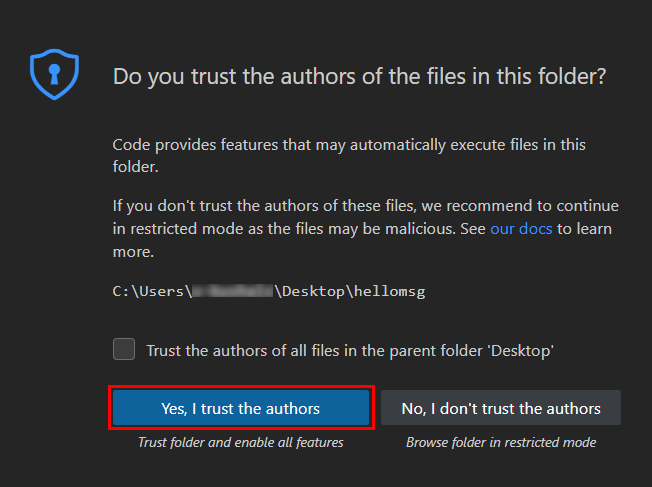 Do you trust the authors of the files in this folder?
Code provides features that may automatically execute files in this
folder.
If you don't trust the authors of these files, we recommend to continue
in restricted mode as the files may be malicious. See our docs to learn
more.
C:\Users\ \Desktop\hellomsg
Trust the authors of all files in the parent folder 'Desktop'
Yes, I trust the authors
No, I don't trust the authors
Trust folder and enable all features
Browse folder in restricted mode